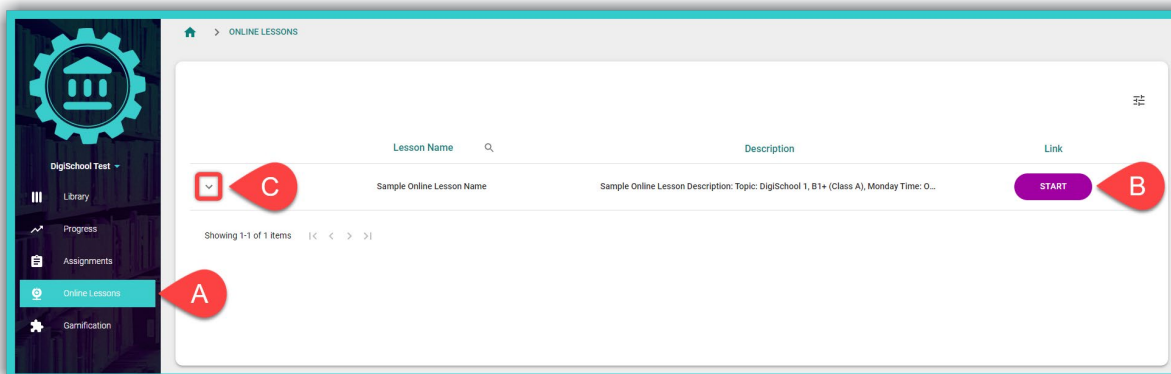 ONLINE LESSONS
DigiSchool Test
Library
Progress
Assignments
Online Lessons
Gamification
Lesson Name Description Link
C Sample Online Lesson Name Sample Online Lesson Description: Topic: DigiSchool 1, B1+ (Class A), Monday Time: O... START B
Showing 1-1 of 1 items |< < > >|
A